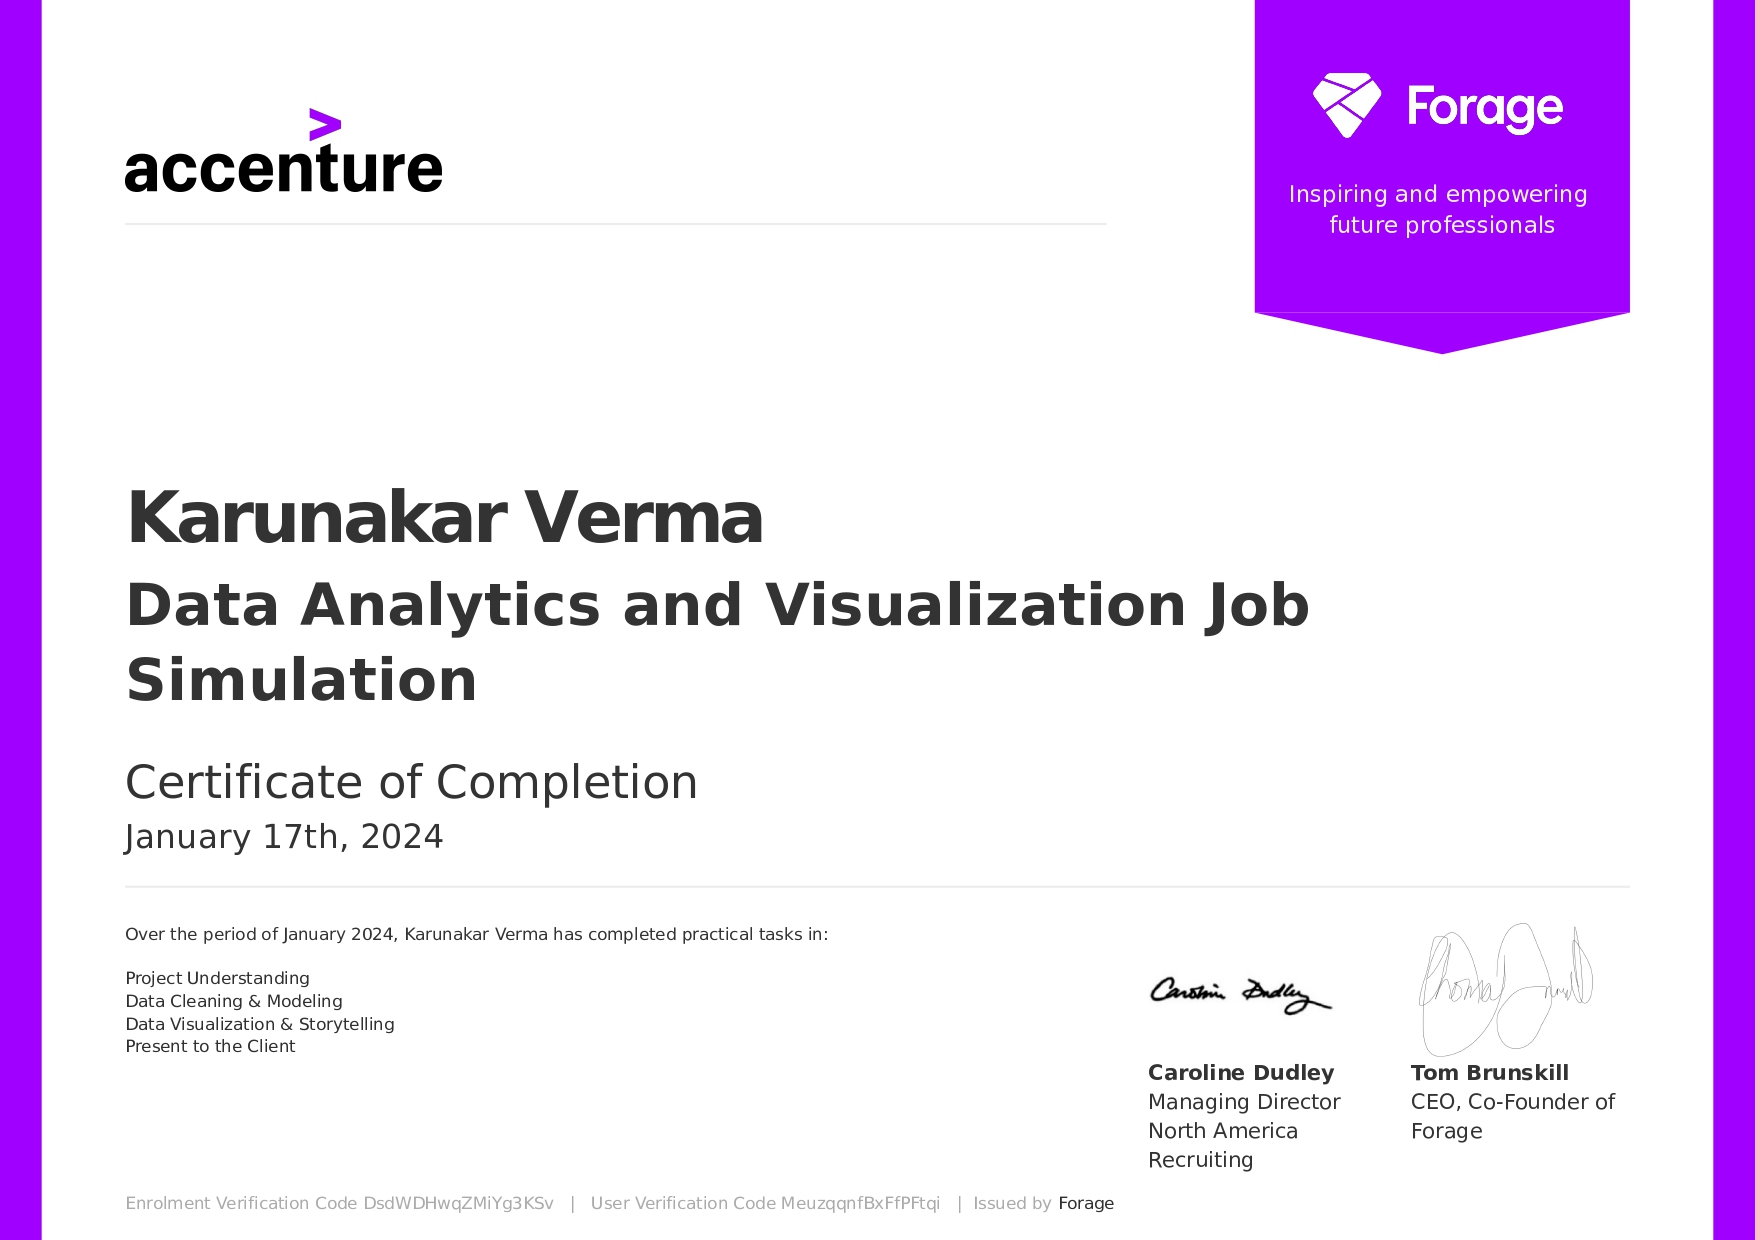 accenture
Forage
Inspiring and empowering
future professionals
Karunakar Verma
Data Analytics and Visualization Job
Simulation
Certificate of Completion
January 17th, 2024
Over the period of January 2024, Karunakar Verma has completed practical tasks in:
Project Understanding
Data Cleaning & Modeling
Data Visualization & Storytelling
Present to the Client
Caroline Dudley
Caroline Dudley
Managing Director
North America
Recruiting
Tom Brunskill
CEO, Co-Founder of
Forage
Enrolment Verification Code DsdWDHwqZMiYg3KSv | User Verification Code MeuzqqnfBxFfPFtqi | Issued by Forage